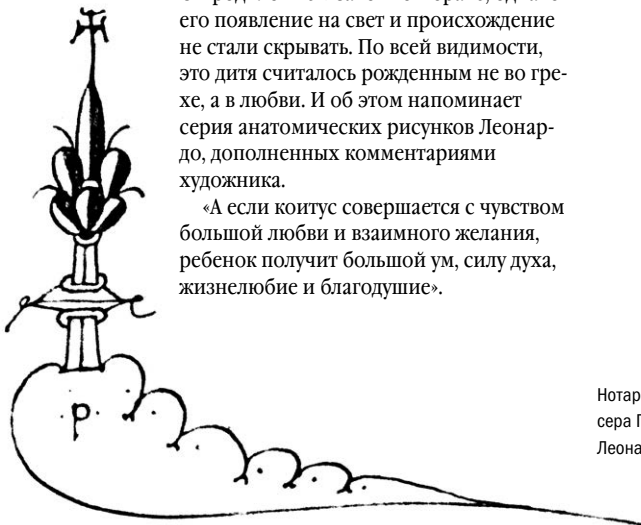 его появление на свет и происхождение
не стали скрывать. По всей видимости,
это дитя считалось рожденным не во гре-
хе, а в любви. И об этом напоминает
серия анатомических рисунков Леонар-
до, дополненных комментариями
художника.
«А если коитус совершается с чувством
большой любви и взаимного желания,
ребенок получит большой ум, силу духа,
жизнелюбие и благодушие».
p
Нотар
сера
Леона